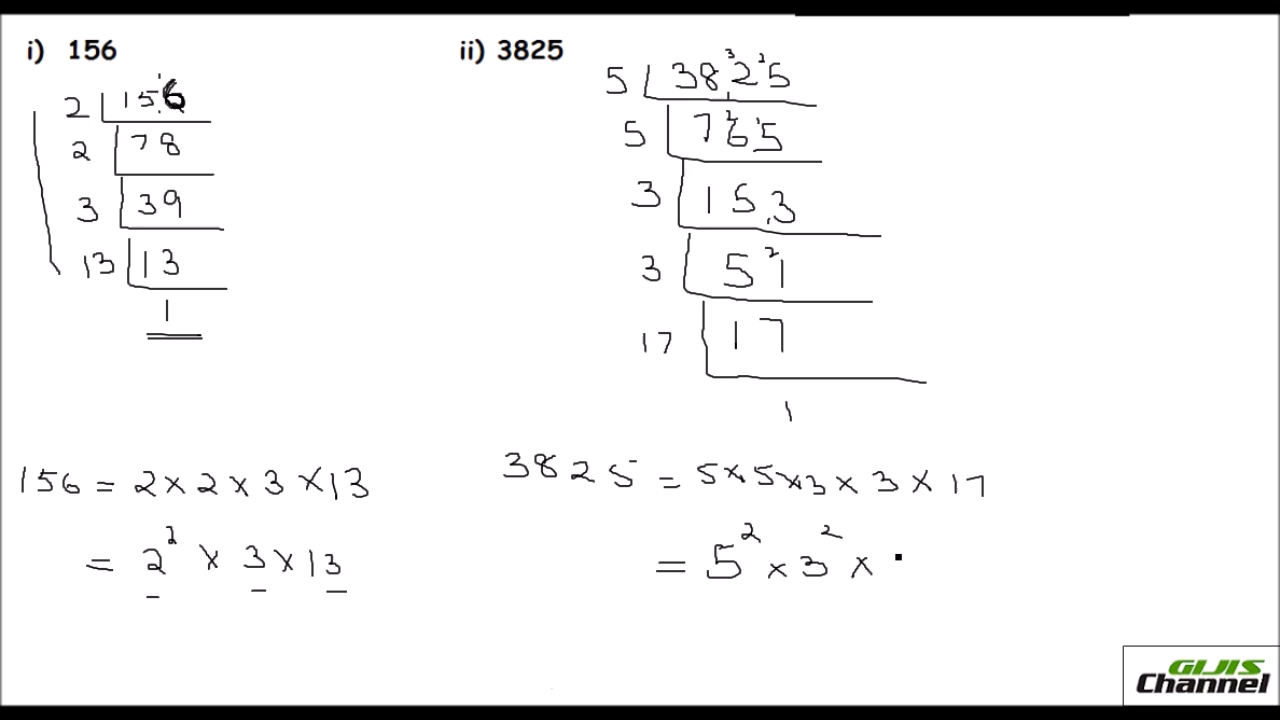 i) 156
2 | 156
2 | 78
3 | 39
13 | 13
1
156 = 2 × 2 × 3 × 13
= 2² × 3 × 13
ii) 3825
5 | 3825
5 | 765
3 | 153
3 | 51
17 | 17
1
3825 = 5 × 5 × 3 × 3 × 17
= 5² × 3² ×
GIJIS
Channel